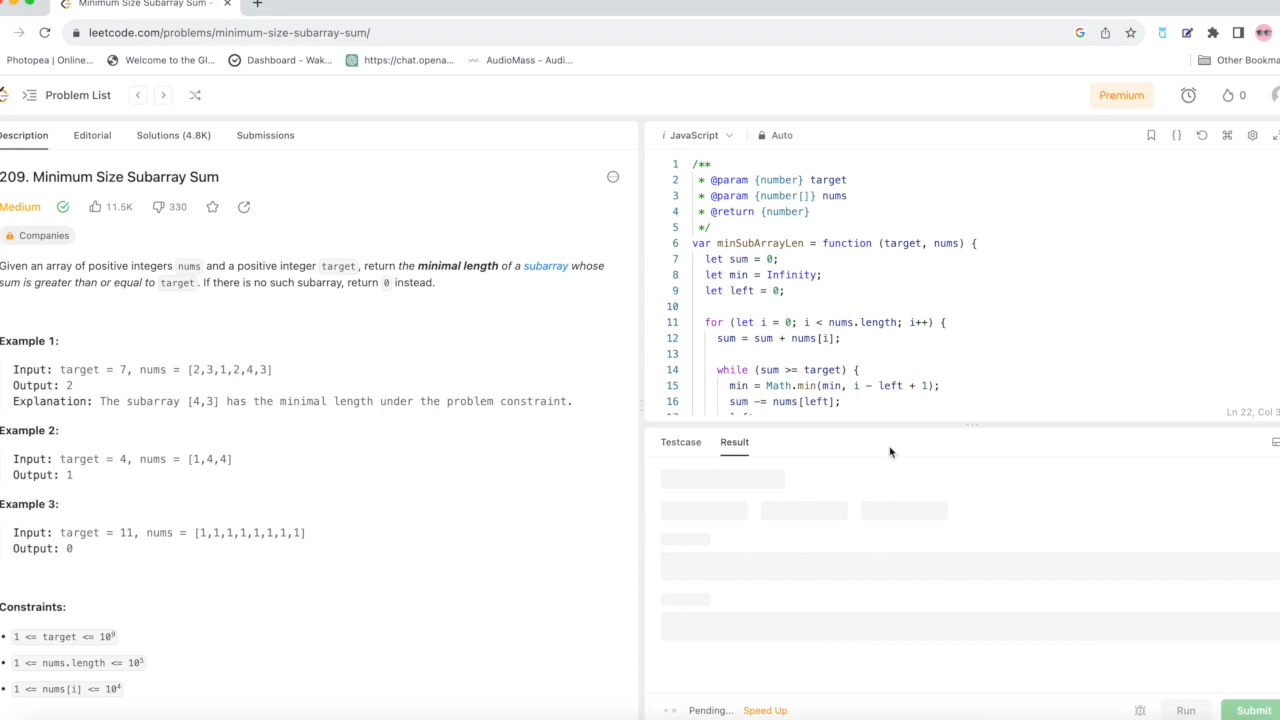 Minimum Size Subarray Sum -
leetcode.com/problems/minimum-size-subarray-sum/
Photopea | Online... Welcome to the Gl... Dashboard - Wak... https://chat.opena... AudioMass - Audi... Other Bookma
Problem List Premium 0
Description Editorial Solutions (4.8K) Submissions
209. Minimum Size Subarray Sum
Medium 11.5K 330
Companies
Given an array of positive integers nums and a positive integer target, return the minimal length of a subarray whose
sum is greater than or equal to target. If there is no such subarray, return 0 instead.
Example 1:
Input: target = 7, nums = [2,3,1,2,4,3]
Output: 2
Explanation: The subarray [4,3] has the minimal length under the problem constraint.
Example 2:
Input: target = 4, nums = [1,4,4]
Output: 1
Example 3:
Input: target = 11, nums = [1,1,1,1,1,1,1,1]
Output: 0
Constraints:
• 1 <= target <= 10⁹
• 1 <= nums.length <= 10⁵
• 1 <= nums[i] <= 10⁴
i JavaScript Auto
1 /**
2 * @param {number} target
3 * @param {number[]} nums
4 * @return {number}
5 */
6 var minSubArrayLen = function (target, nums) {
7 let sum = 0;
8 let min = Infinity;
9 let left = 0;
10
11 for (let i = 0; i < nums.length; i++) {
12 sum = sum + nums[i];
13
14 while (sum >= target) {
15 min = Math.min(min, i - left + 1);
16 sum -= nums[left];
Ln 22, Col 3
Testcase Result
Pending... Speed Up Run Submit